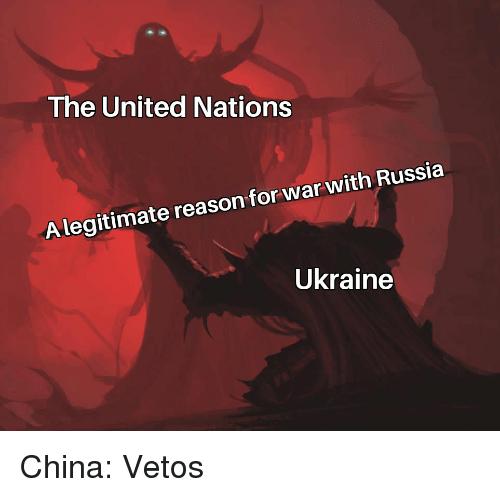 The United Nations
A legitimate reason for war with Russia
Ukraine
China: Vetos